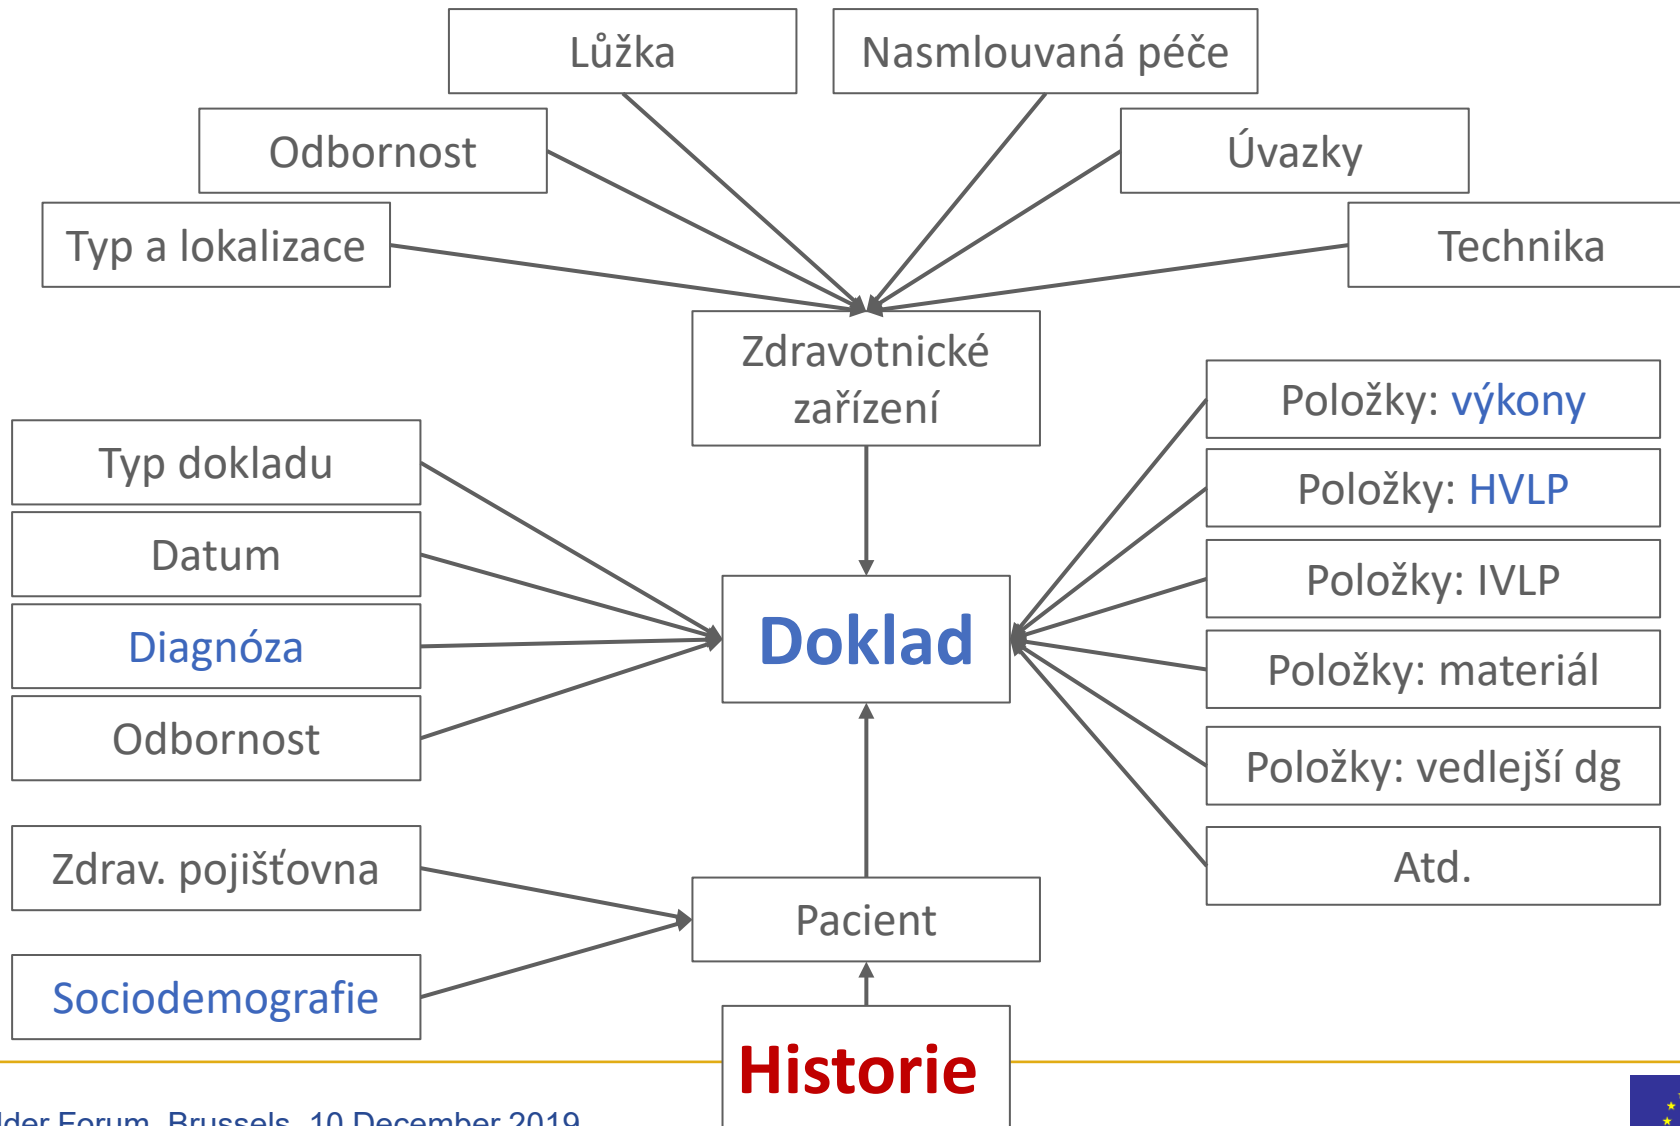 Lůžka
Nasmlouvaná péče
Odbornost
Úvazky
Typ a lokalizace
Technika
Zdravotnické
zařízení
Položky: výkony
Typ dokladu
Položky: HVLP
Datum
Položky: IVLP
Doklad
Diagnóza
Položky: materiál
Odbornost
Položky: vedlejší dg
Zdrav. pojišťovna
Atd.
Pacient
Sociodemografie
Historie
Forum, Brussels, 10 December 2019